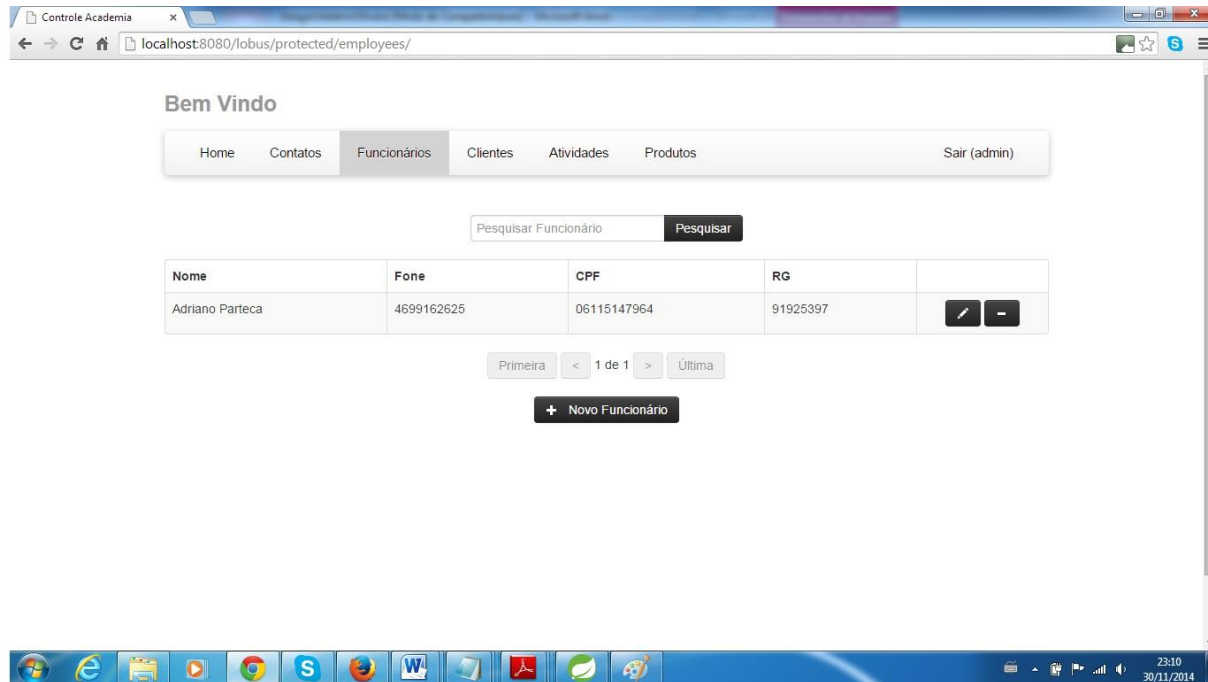 Controle Academia
localhost:8080/lobus/protected/employees/
Bem Vindo
Home Contatos Funcionários Clientes Atividades Produtos Sair (admin)
Pesquisar Funcionário Pesquisar
Nome Fone CPF RG
Adriano Parteca 4699162625 06115147964 91925397
Primeira < 1 de 1 > Última
+ Novo Funcionário
23:10
30/11/2014